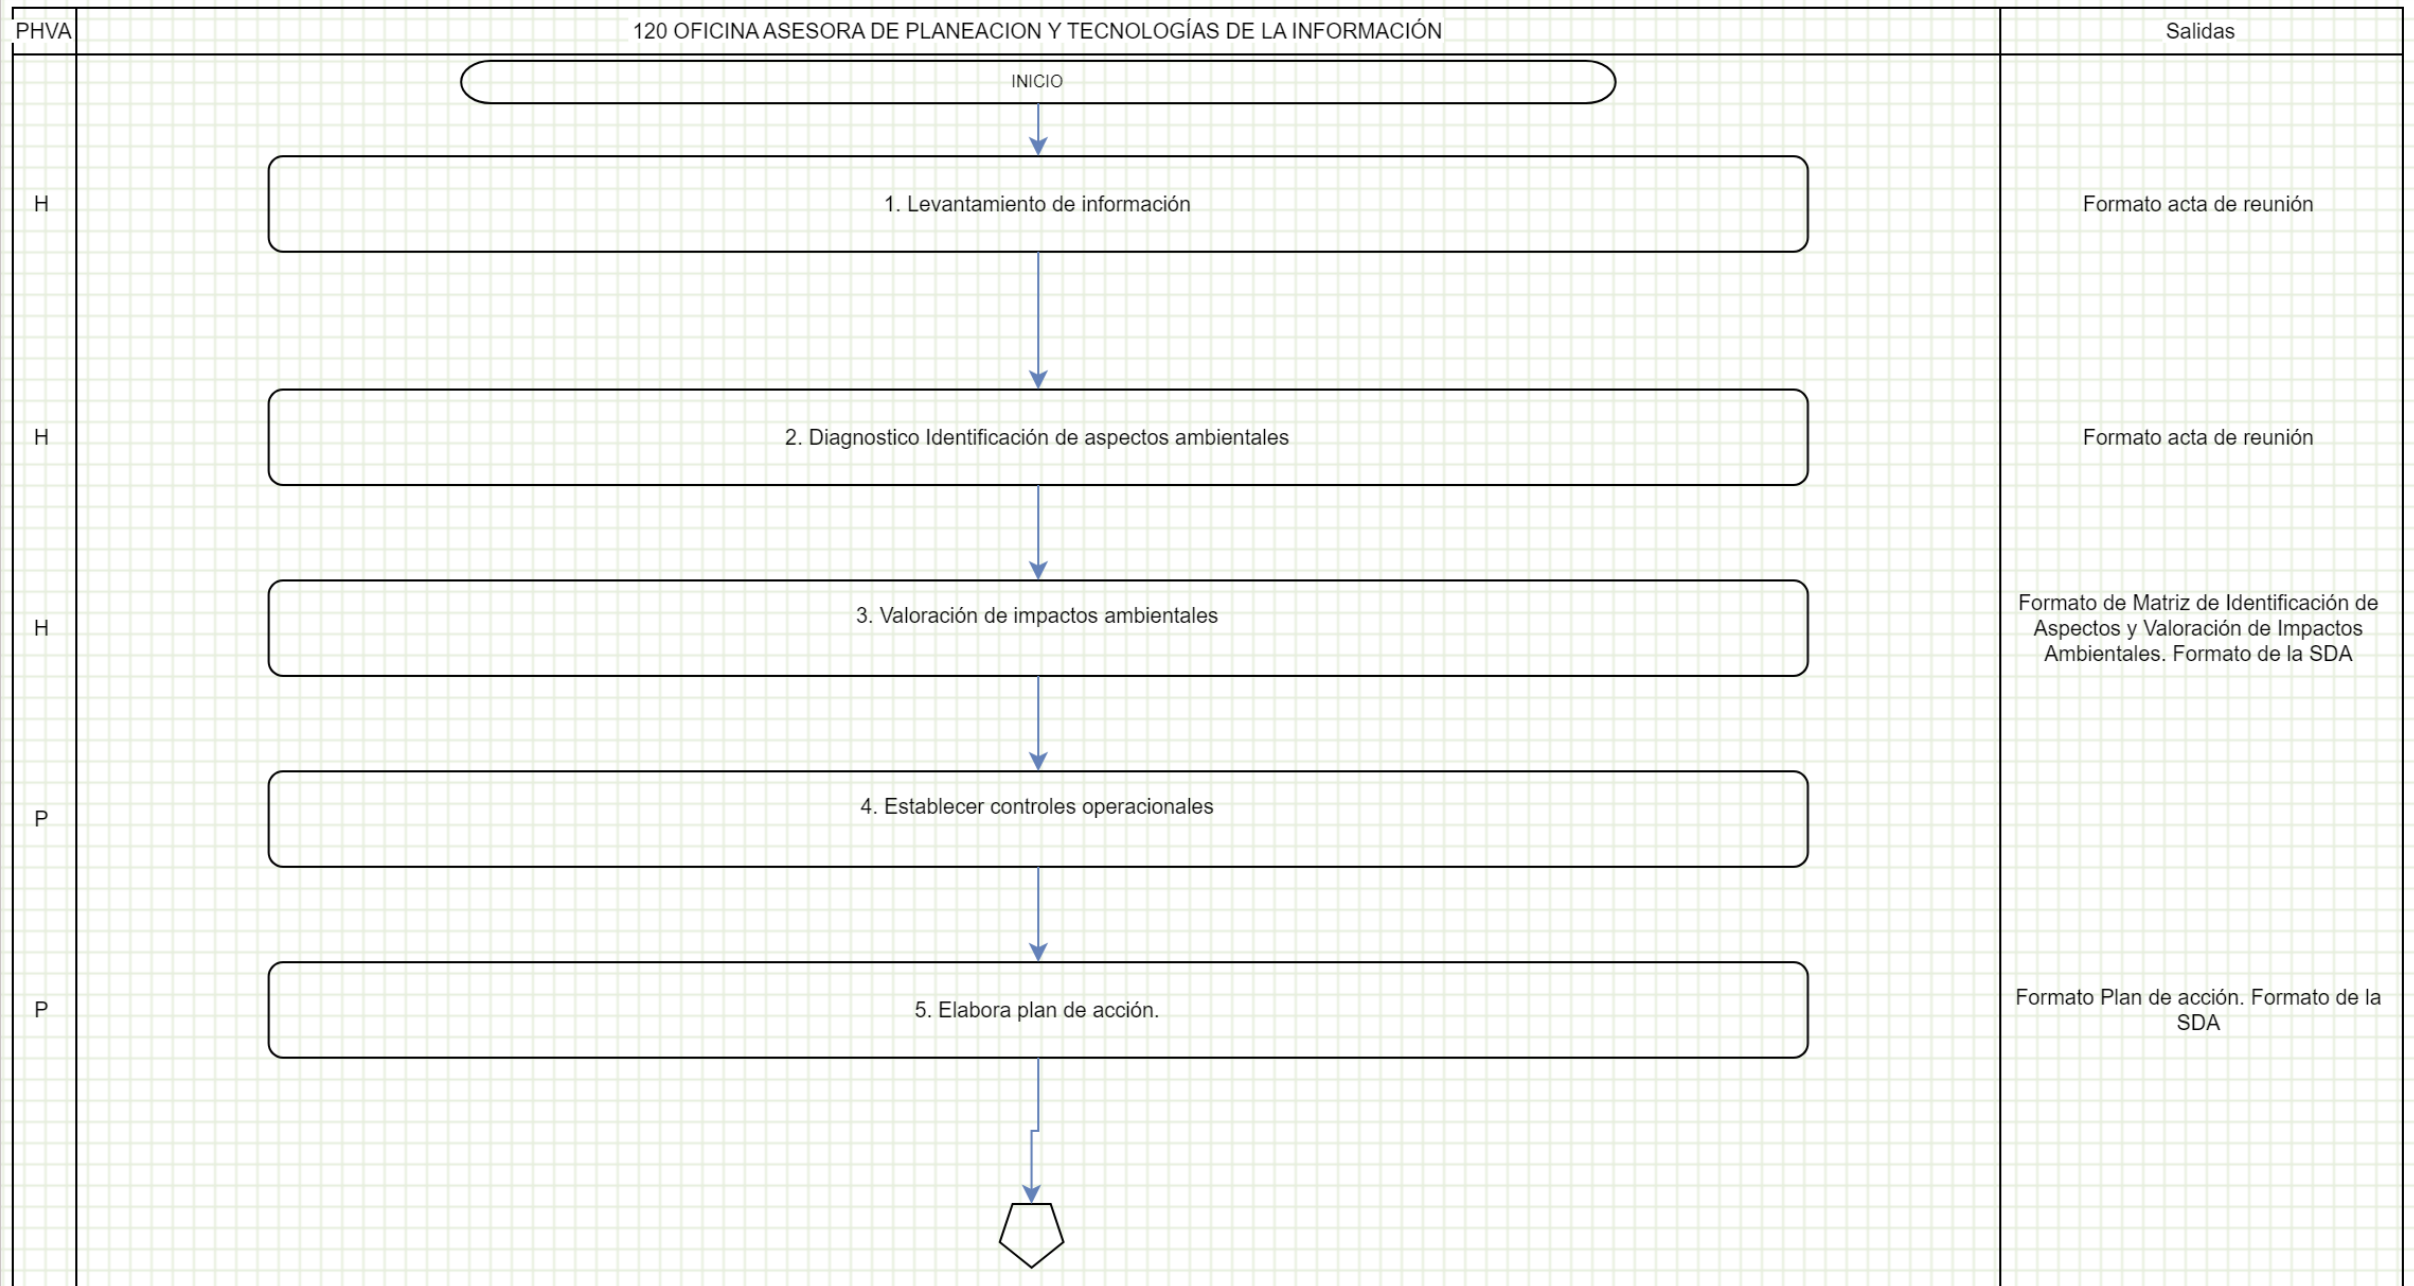 PHVA
120 OFICINA ASESORA DE PLANEACION Y TECNOLOGÍAS DE LA INFORMACIÓN
Salidas
INICIO
H
1. Levantamiento de información
Formato acta de reunión
H
2. Diagnostico Identificación de aspectos ambientales
Formato acta de reunión
H
3. Valoración de impactos ambientales
Formato de Matriz de Identificación de
Aspectos y Valoración de Impactos
Ambientales. Formato de la SDA
P
4. Establecer controles operacionales
P
5. Elabora plan de acción.
Formato Plan de acción. Formato de la
SDA